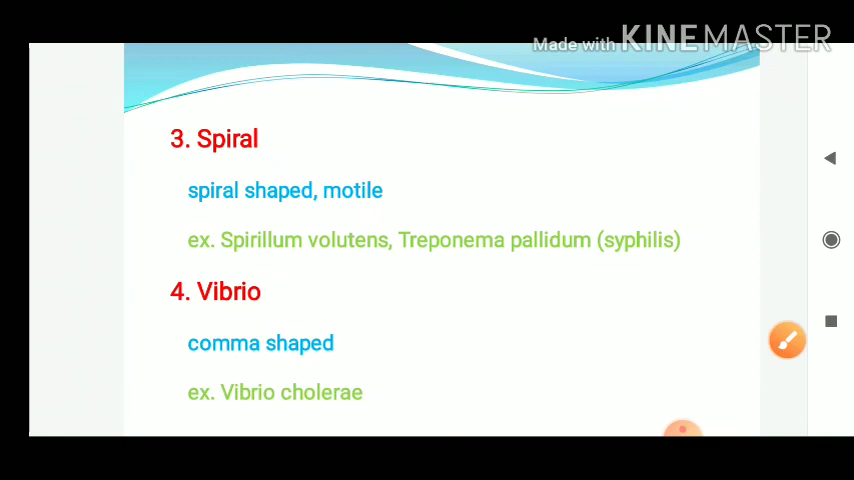 Made with KINEMASTER
3. Spiral
spiral shaped, motile
ex. Spirillum volutens, Treponema pallidum (syphilis)
4. Vibrio
comma shaped
ex. Vibrio cholerae